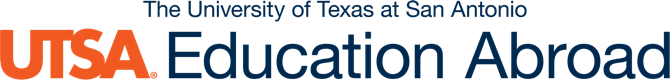 The University of Texas at San Antonio
UTSA® Education Abroad